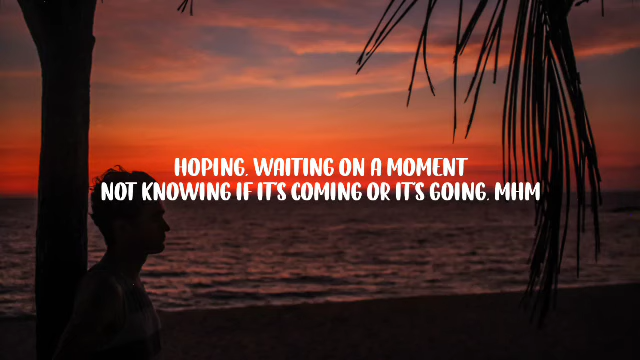 HOPING, WAITING ON A MOMENT
NOT KNOWING IF IT'S COMING OR IT'S GOING, MHM